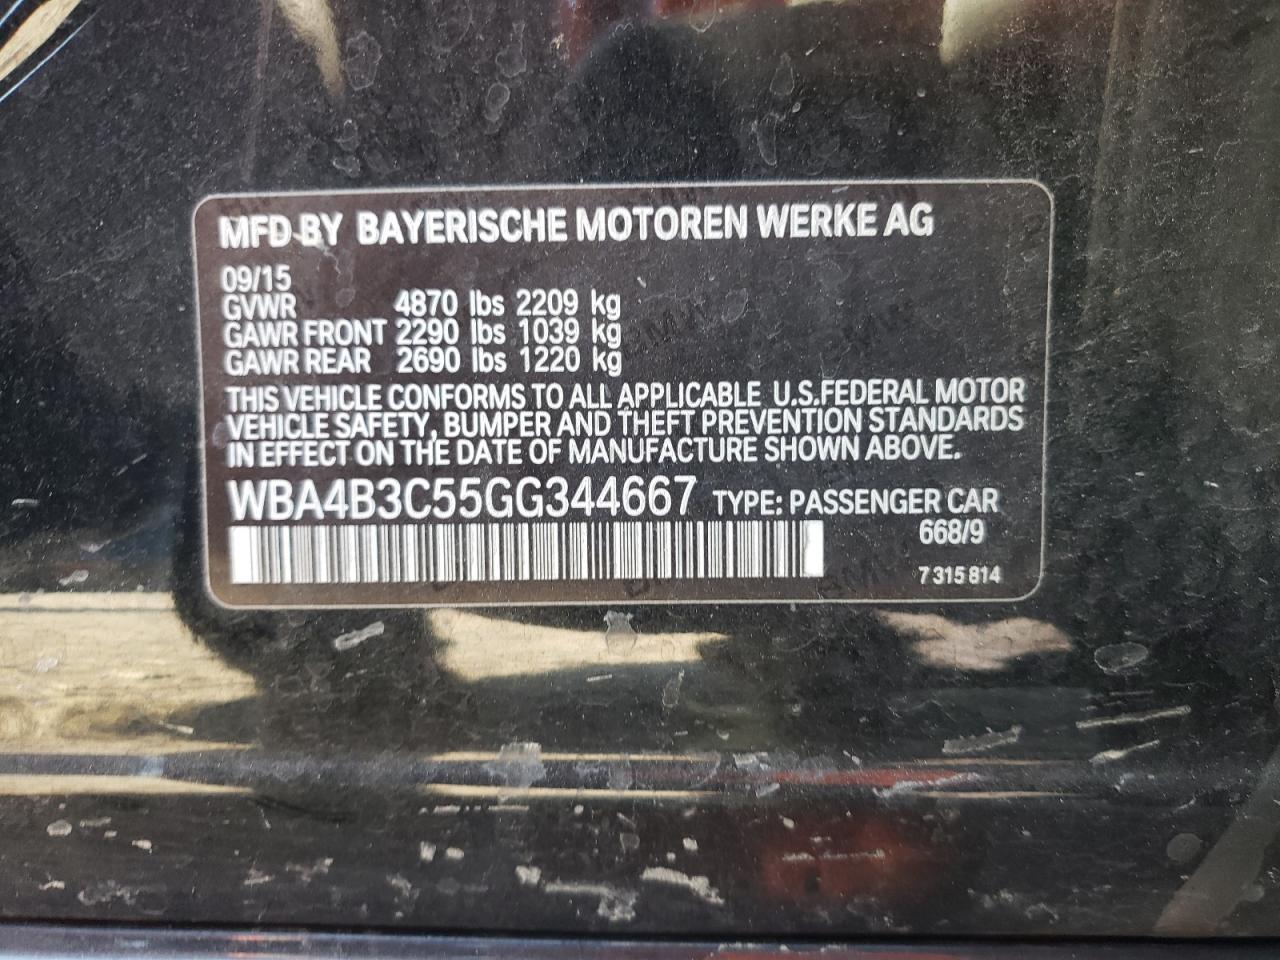 MFD BY BAYERISCHE MOTOREN WERKE AG
09/15
GVWR 4870 lbs 2209 kg
GAWR FRONT 2290 lbs 1039 kg
GAWR REAR 2690 lbs 1220 kg
THIS VEHICLE CONFORMS TO ALL APPLICABLE U.S.FEDERAL MOTOR
VEHICLE SAFETY, BUMPER AND THEFT PREVENTION STANDARDS
IN EFFECT ON THE DATE OF MANUFACTURE SHOWN ABOVE.
WBA4B3C55GG344667 TYPE: PASSENGER CAR
668/9
7 315 814